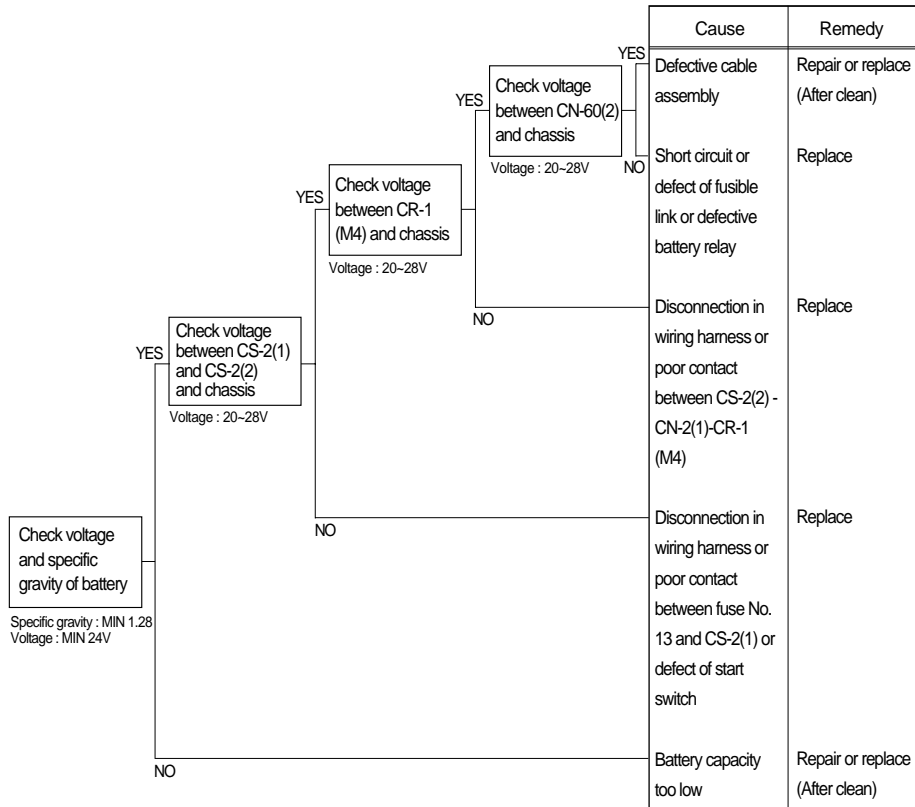 Cause
Remedy
YES
Defective cable
assembly
Repair or replace
(After clean)
YES
Check voltage
between CN-60(2)
and chassis
Voltage : 20~28V
NO
Short circuit or
defect of fusible
link or defective
battery relay
Replace
YES
Check voltage
between CR-1
(M4) and chassis
Voltage : 20~28V
NO
Disconnection in
wiring harness or
poor contact
between CS-2(2) -
CN-2(1)-CR-1
(M4)
Replace
YES
Check voltage
between CS-2(1)
and CS-2(2)
and chassis
Voltage : 20~28V
NO
Disconnection in
wiring harness or
poor contact
between fuse No.
13 and CS-2(1) or
defect of start
switch
Replace
Check voltage
and specific
gravity of battery
Specific gravity : MIN 1.28
Voltage : MIN 24V
NO
Battery capacity
too low
Repair or replace
(After clean)